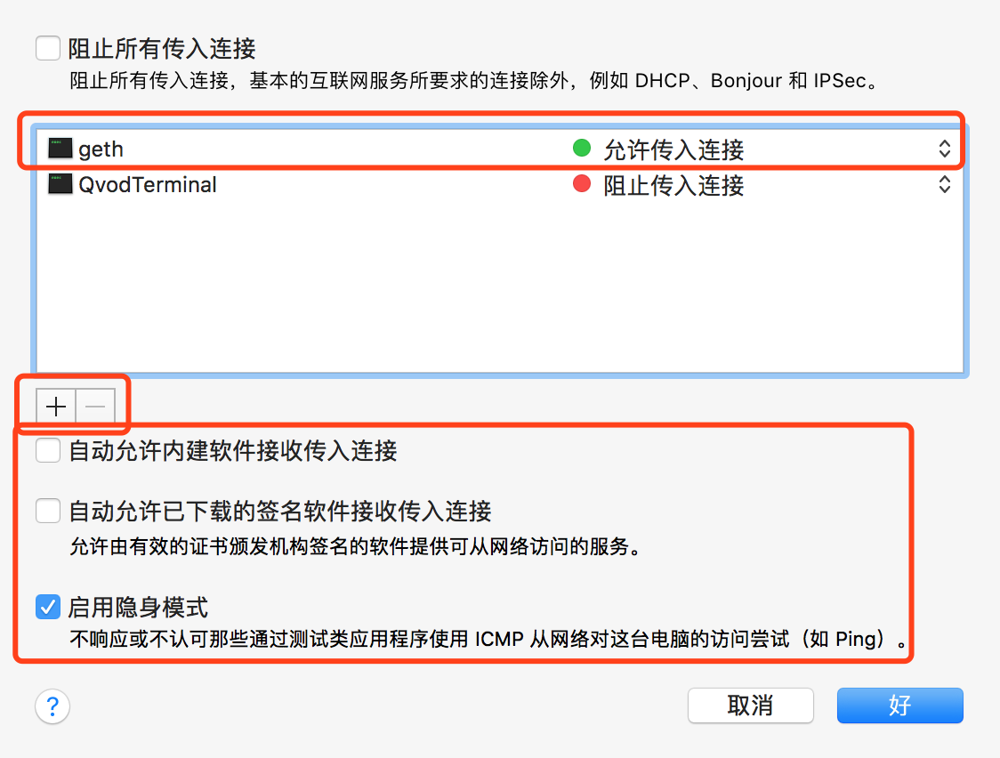 阻止所有传入连接
阻止所有传入连接，基本的互联网服务所要求的连接除外，例如 DHCP、Bonjour 和 IPSec。
geth 允许传入连接
QvodTerminal 阻止传入连接
自动允许内建软件接收传入连接
自动允许已下载的签名软件接收传入连接
允许由有效的证书颁发机构签名的软件提供可从网络访问的服务。
启用隐身模式
不响应或不认可那些通过测试类应用程序使用 ICMP 从网络对这台电脑的访问尝试（如 Ping）。
? 取消 好